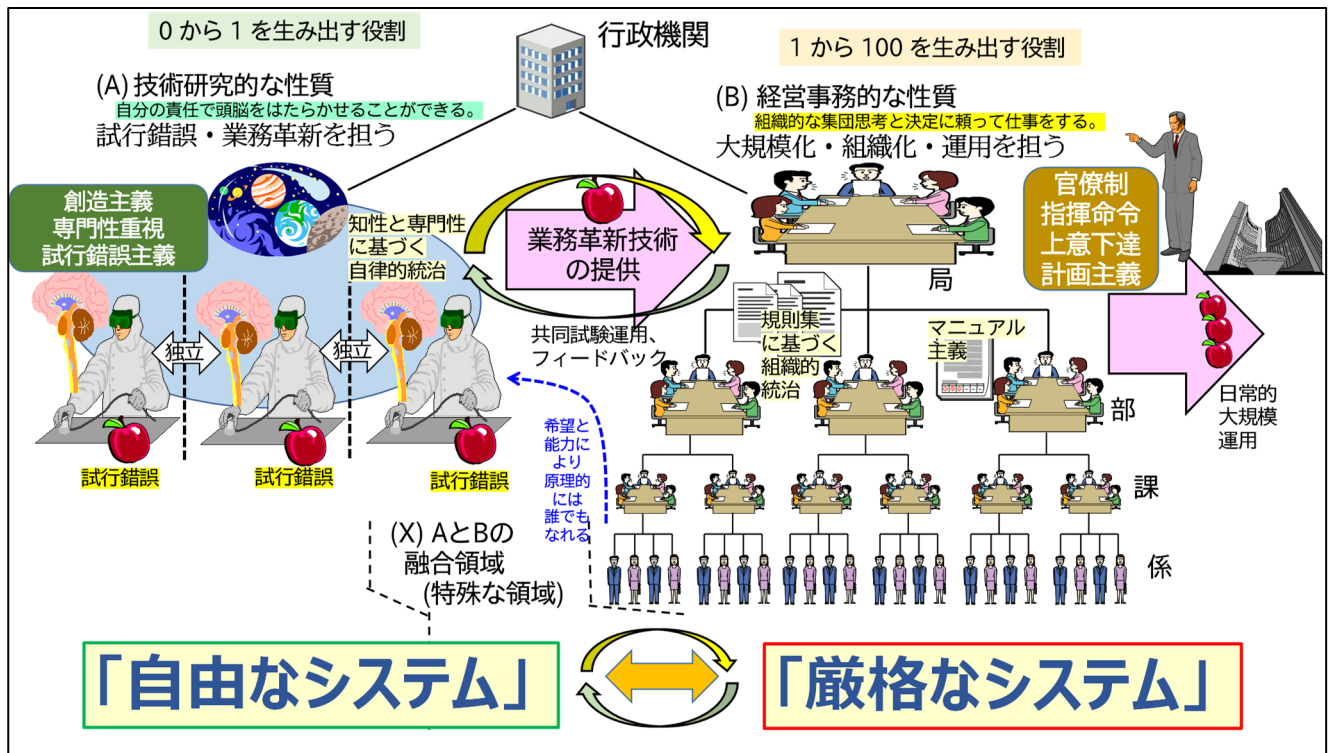 0 から 1 を生み出す役割
行政機関
1 から 100 を生み出す役割
(A) 技術研究的な性質
自分の責任で頭脳をはたらかせることができる。
試行錯誤・業務革新を担う
(B) 経営事務的な性質
組織的な集団思考と決定に頼って仕事をする。
大規模化・組織化・運用を担う
創造主義
専門性重視
試行錯誤主義
知性と専門性
に基づく
自律的統治
業務革新技術
の提供
官僚制
指揮命令
上意下達
計画主義
局
独立
独立
共同試験運用、
フィードバック
規則集
に基づく
組織的
統治
マニュアル
主義
部
日常的
大規模
運用
試行錯誤
試行錯誤
試行錯誤
希望と
能力に
より
原理的
には
誰でも
なれる
課
(X) AとBの
融合領域
(特殊な領域)
係
「自由なシステム」
「厳格なシステム」